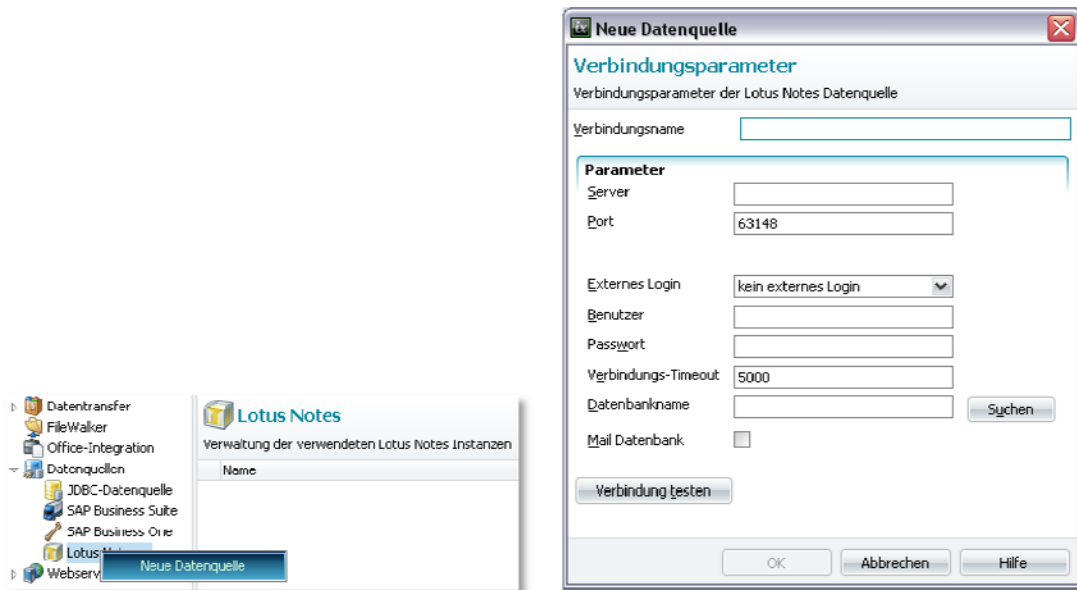 Datentransfer
FileWalker
Office-Integration
Datenquellen
JDBC-Datenquelle
SAP Business Suite
SAP Business One
Lotus
Neue Datenquelle
Webserv
Lotus Notes
Verwaltung der verwendeten Lotus Notes Instanzen
Name
Neue Datenquelle
Verbindungsparameter
Verbindungsparameter der Lotus Notes Datenquelle
Verbindungsname
Parameter
Server
Port 63148
Externes Login kein externes Login
Benutzer
Passwort
Verbindungs-Timeout 5000
Datenbankname Suchen
Mail Datenbank
Verbindung testen
OK Abbrechen Hilfe